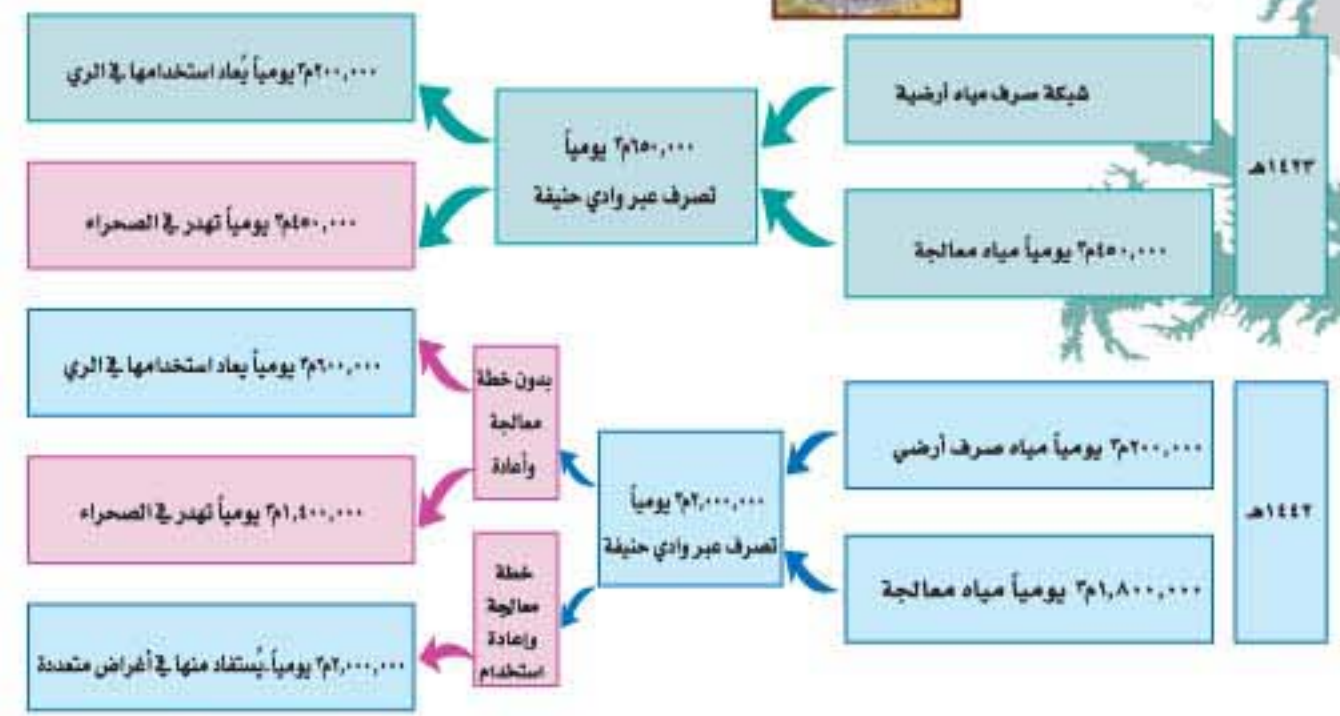 ١٤٢٣هـ
شبكة صرف مياه أرضية
٤٥٠,٠٠٠م٣ يومياً مياه معالجة
٦٥٠,٠٠٠م٣ يومياً
تصرف عبر وادي حنيفة
٢٠٠,٠٠٠م٣ يومياً يُعاد استخدامها في الري
٤٥٠,٠٠٠م٣ يومياً تهدر في الصحراء
١٤٤٢هـ
٢٠٠,٠٠٠م٣ يومياً مياه صرف أرضي
١,٨٠٠,٠٠٠م٣ يومياً مياه معالجة
٢,٠٠٠,٠٠٠م٣ يومياً
تصرف عبر وادي حنيفة
بدون خطة
معالجة
وأعادة
٦٠٠,٠٠٠م٣ يومياً يعاد استخدامها في الري
١,٤٠٠,٠٠٠م٣ يومياً تهدر في الصحراء
خطة
معالجة
وإعادة
استخدام
٢,٠٠٠,٠٠٠م٣ يومياً.يُستفاد منها في أغراض متعددة